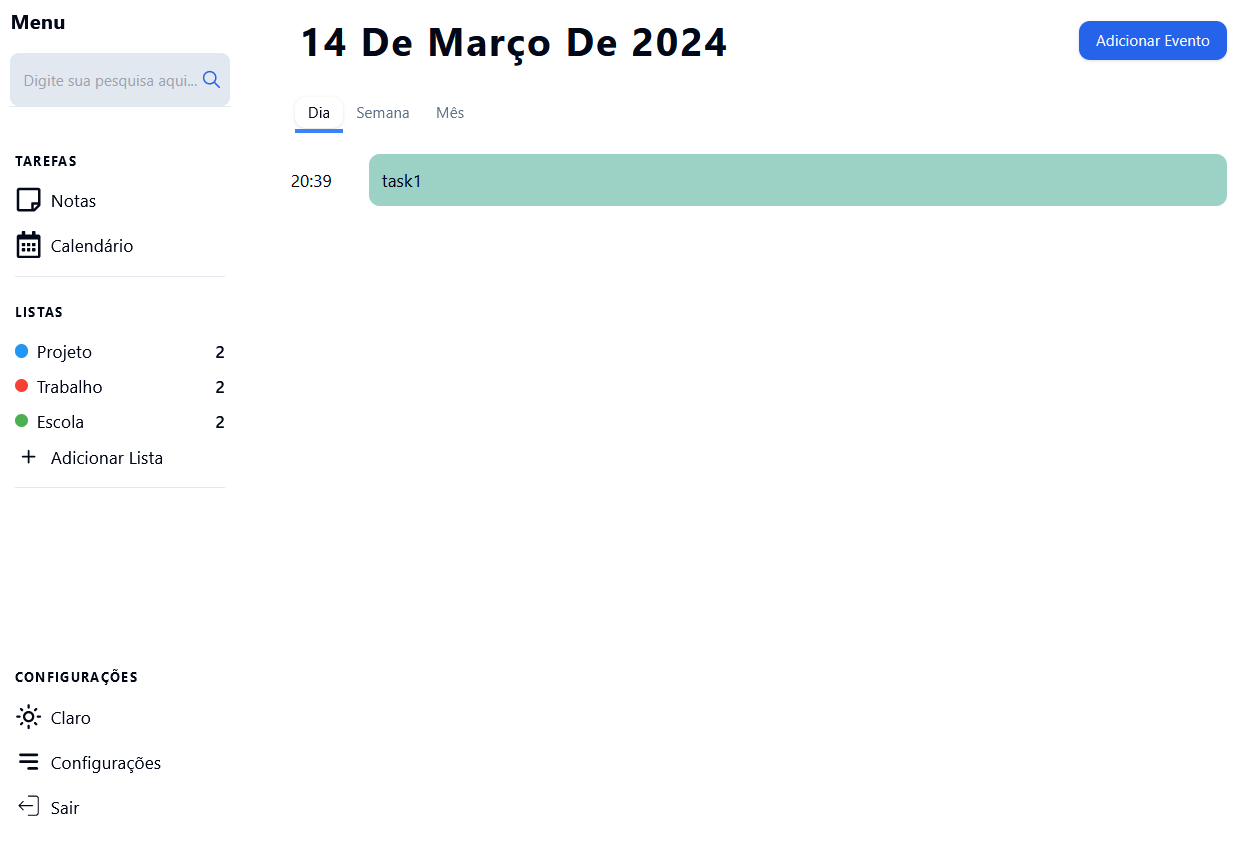 Menu
Digite sua pesquisa aqui...
TAREFAS
Notas
Calendário
LISTAS
Projeto 2
Trabalho 2
Escola 2
Adicionar Lista
CONFIGURAÇÕES
Claro
Configurações
Sair
14 De Março De 2024
Adicionar Evento
Dia Semana Mês
20:39 task1